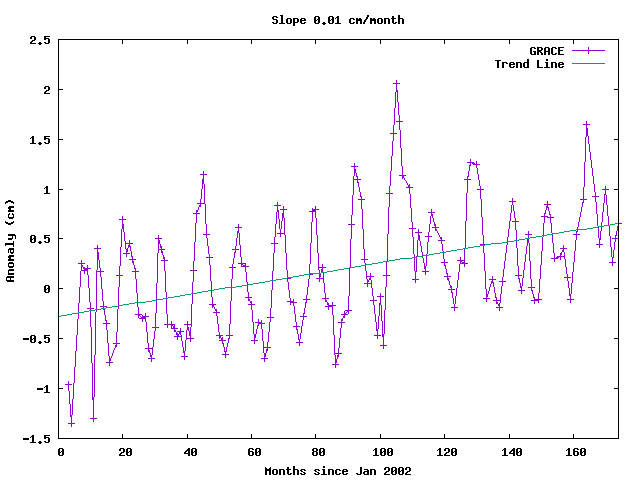 Slope 0.01 cm/month
GRACE
Trend Line
2.5
2
1.5
1
0.5
0
-0.5
-1
-1.5
Anomaly (cm)
0 20 40 60 80 100 120 140 160
Months since Jan 2002